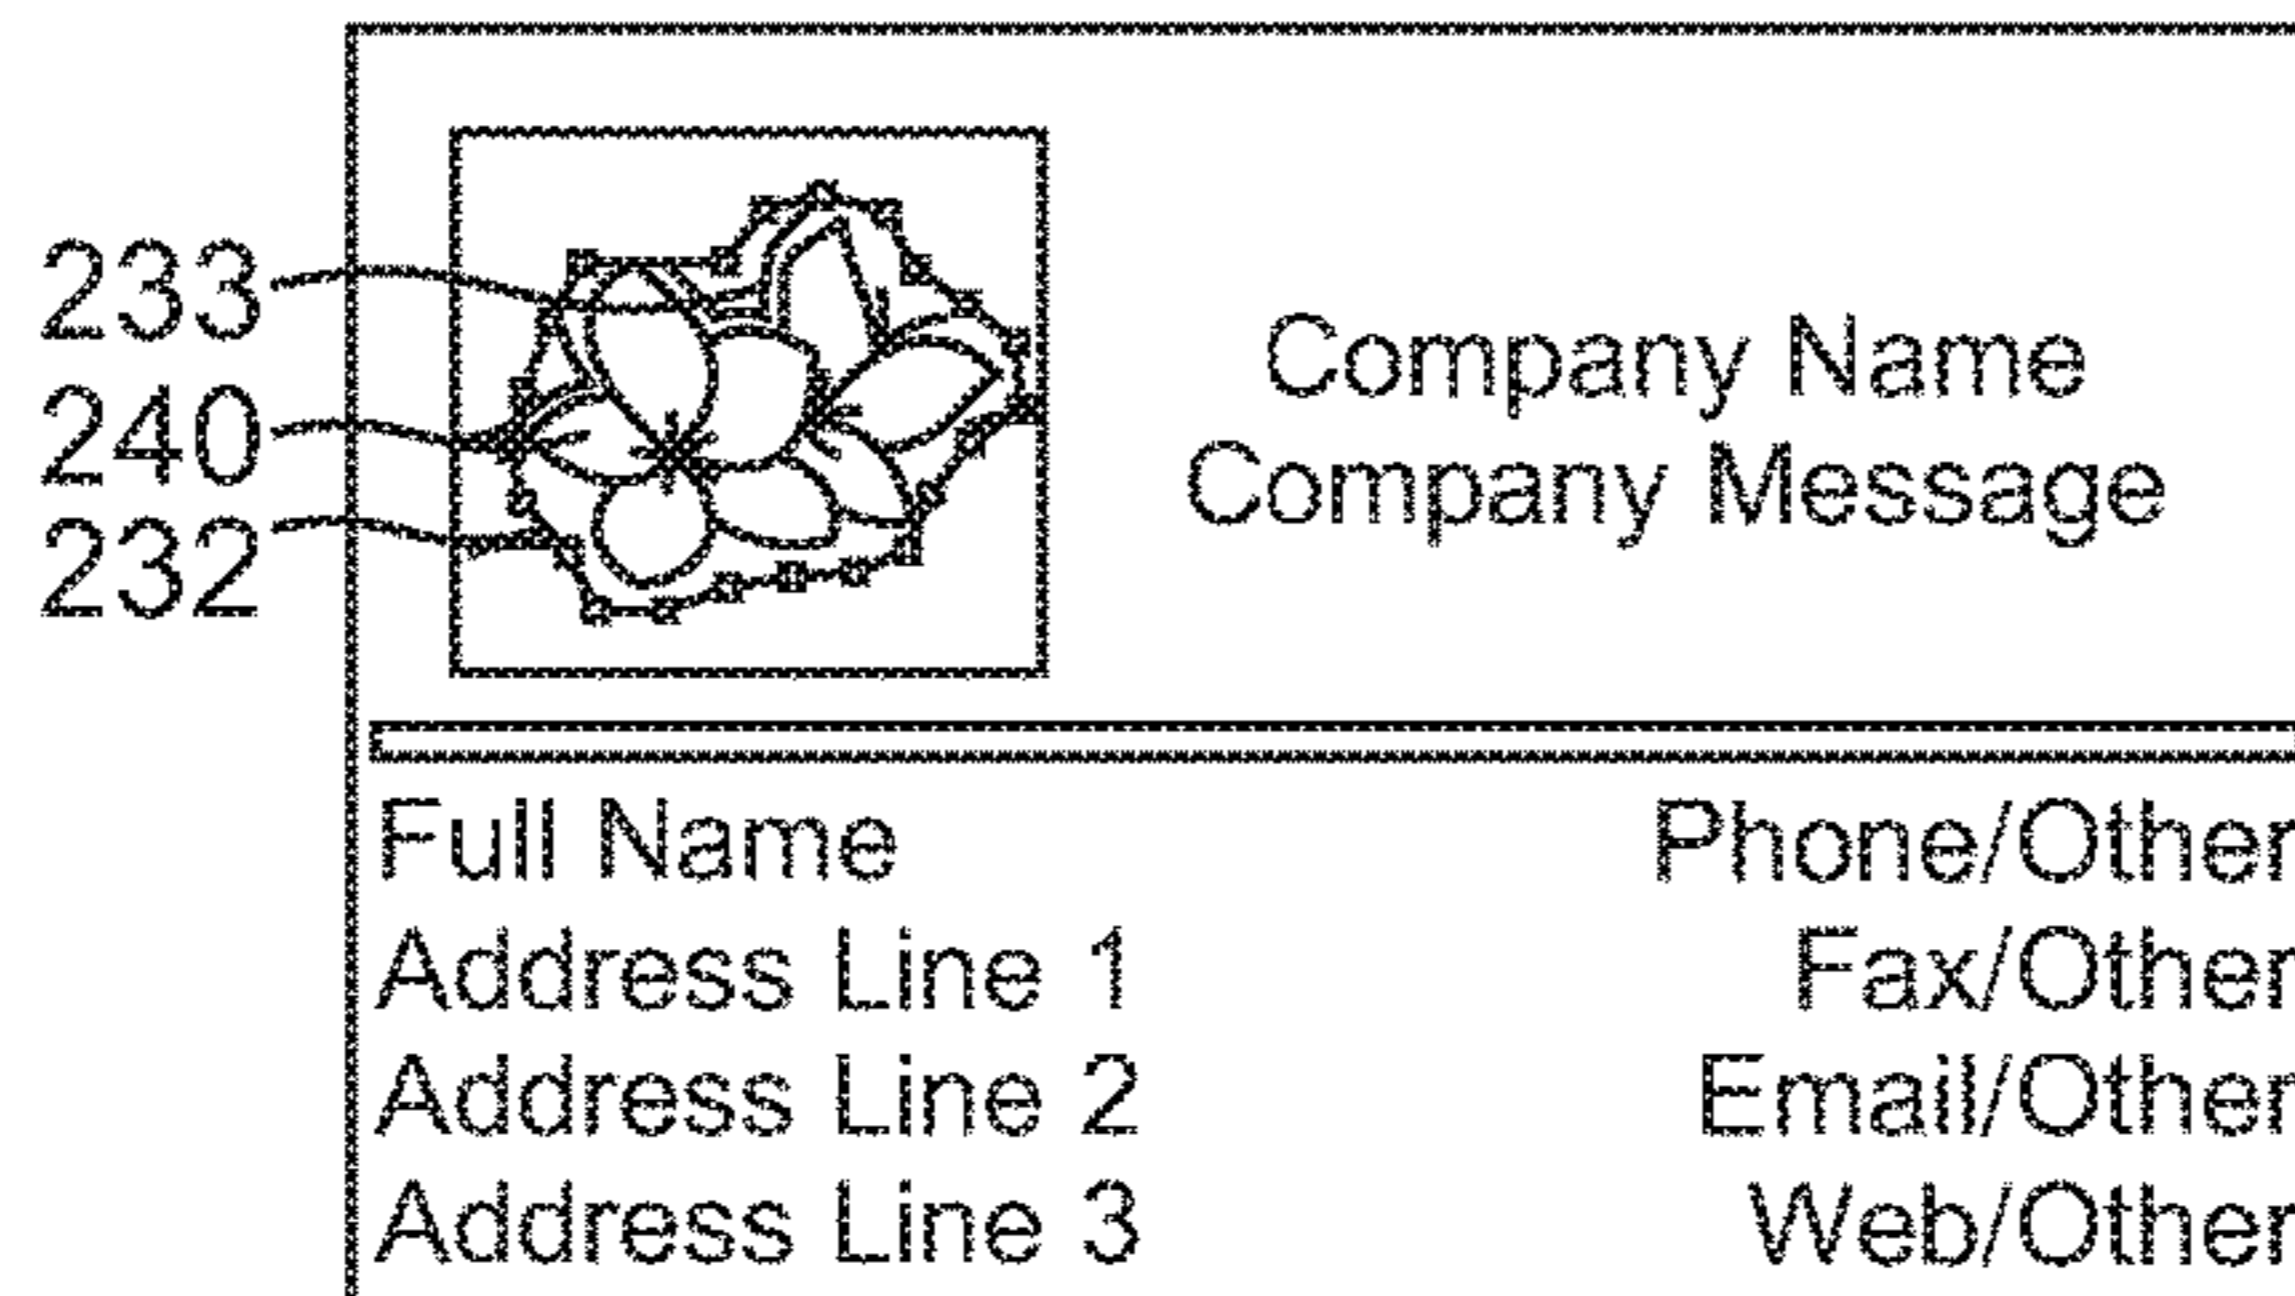 233
240
232
Company Name
Company Message
Full Name
Address Line 1
Address Line 2
Address Line 3
Phone/Other
Fax/Other
Email/Other
Web/Other